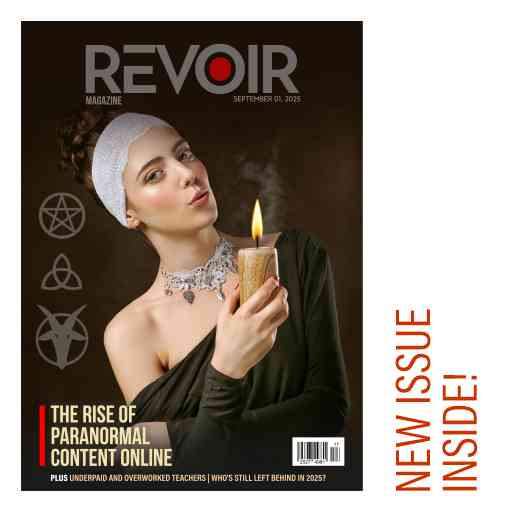 REVOIR
MAGAZINE
SEPTEMBER 01, 2025
THE RISE OF
PARANORMAL
CONTENT ONLINE
PLUS UNDERPAID AND OVERWORKED TEACHERS | WHO'S STILL LEFT BEHIND IN 2025?
NEW ISSUE
INSIDE!